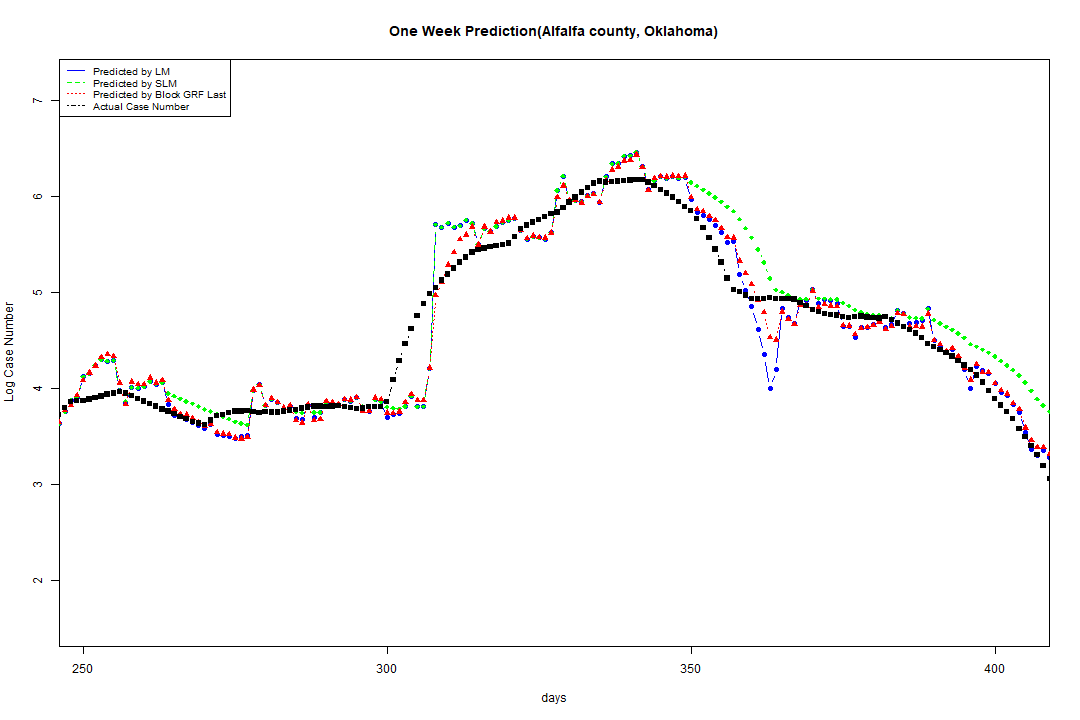 One Week Prediction(Alfalfa county, Oklahoma)
Predicted by LM
Predicted by SLM
Predicted by Block GRF Last
Actual Case Number
7
6
5
4
3
2
Log Case Number
250
300
350
400
days